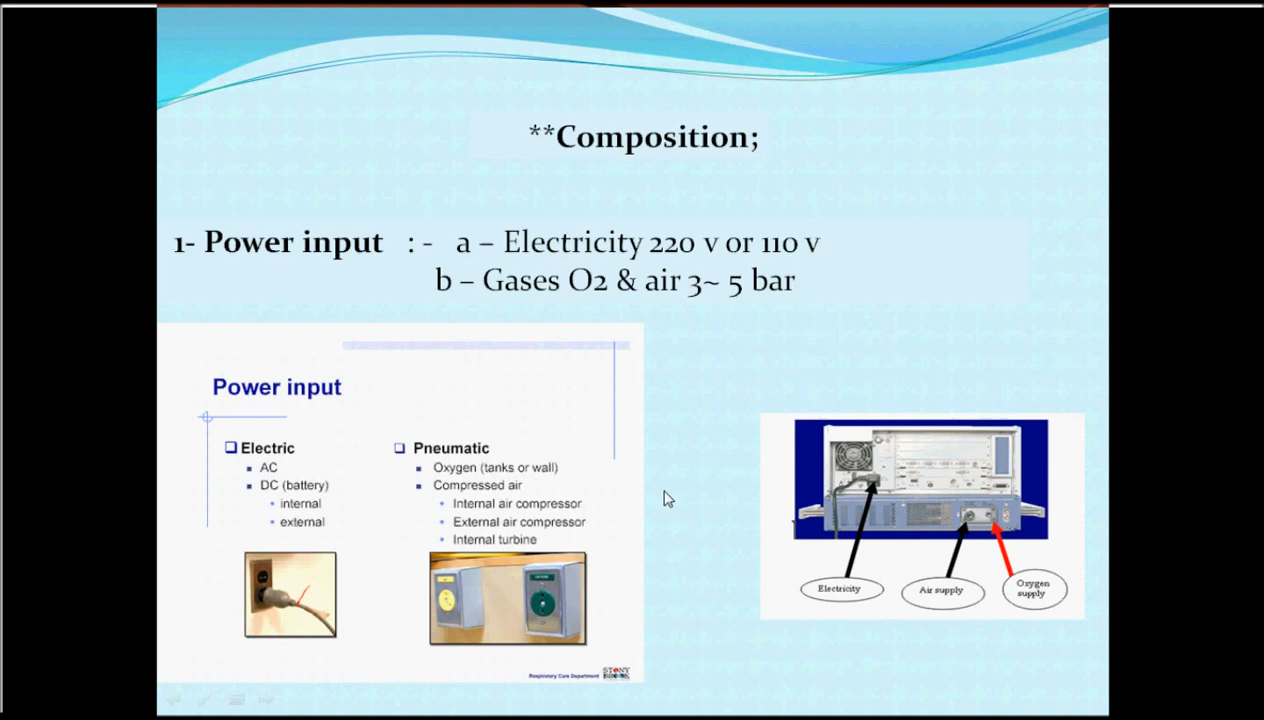 **Composition;
1- Power input : - a – Electricity 220 v or 110 v
b – Gases O2 & air 3~ 5 bar
Power input
Electric
AC
DC (battery)
internal
external
Pneumatic
Oxygen (tanks or wall)
Compressed air
Internal air compressor
External air compressor
Internal turbine
Respiratory Care Department
STONY
BROOK
Electricity
Air supply
Oxygen
supply